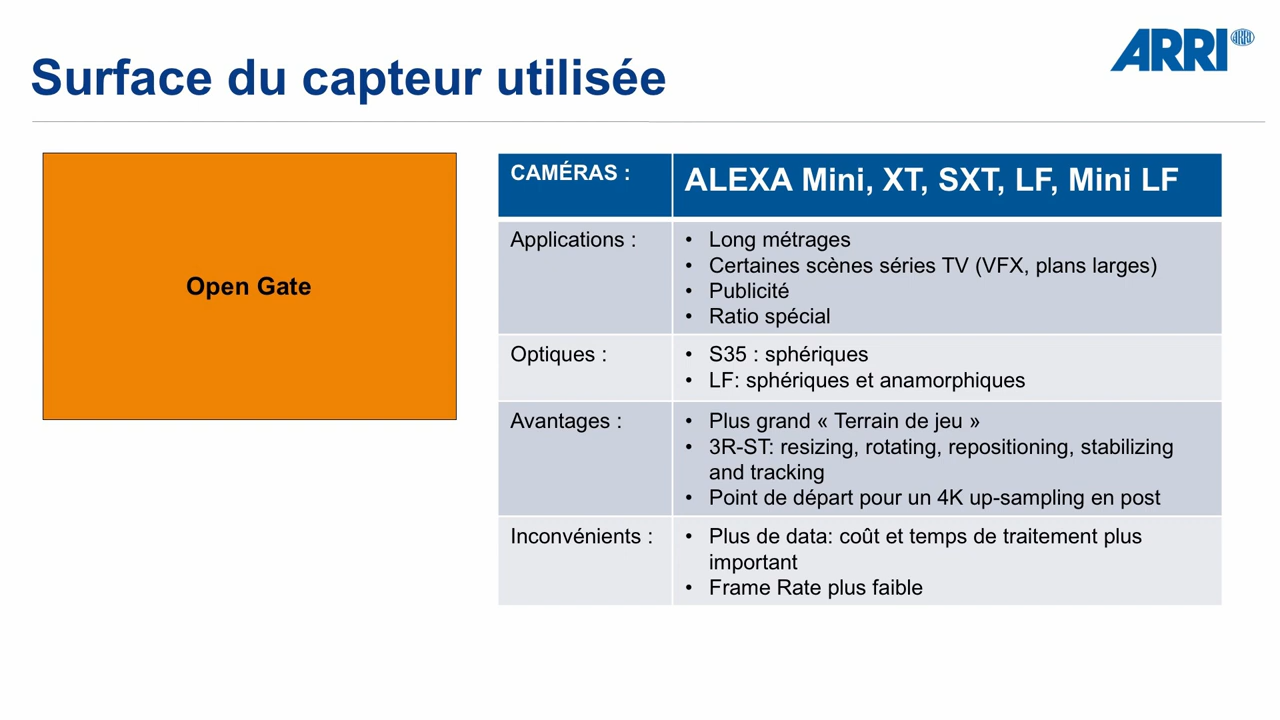 ARRI
ARRI
Surface du capteur utilisée
Open Gate
CAMÉRAS :
ALEXA Mini, XT, SXT, LF, Mini LF
Applications :
• Long métrages
• Certaines scènes séries TV (VFX, plans larges)
• Publicité
• Ratio spécial
Optiques :
• S35 : sphériques
• LF: sphériques et anamorphiques
Avantages :
• Plus grand « Terrain de jeu »
• 3R-ST: resizing, rotating, repositioning, stabilizing
and tracking
• Point de départ pour un 4K up-sampling en post
Inconvénients :
• Plus de data: coût et temps de traitement plus
important
• Frame Rate plus faible